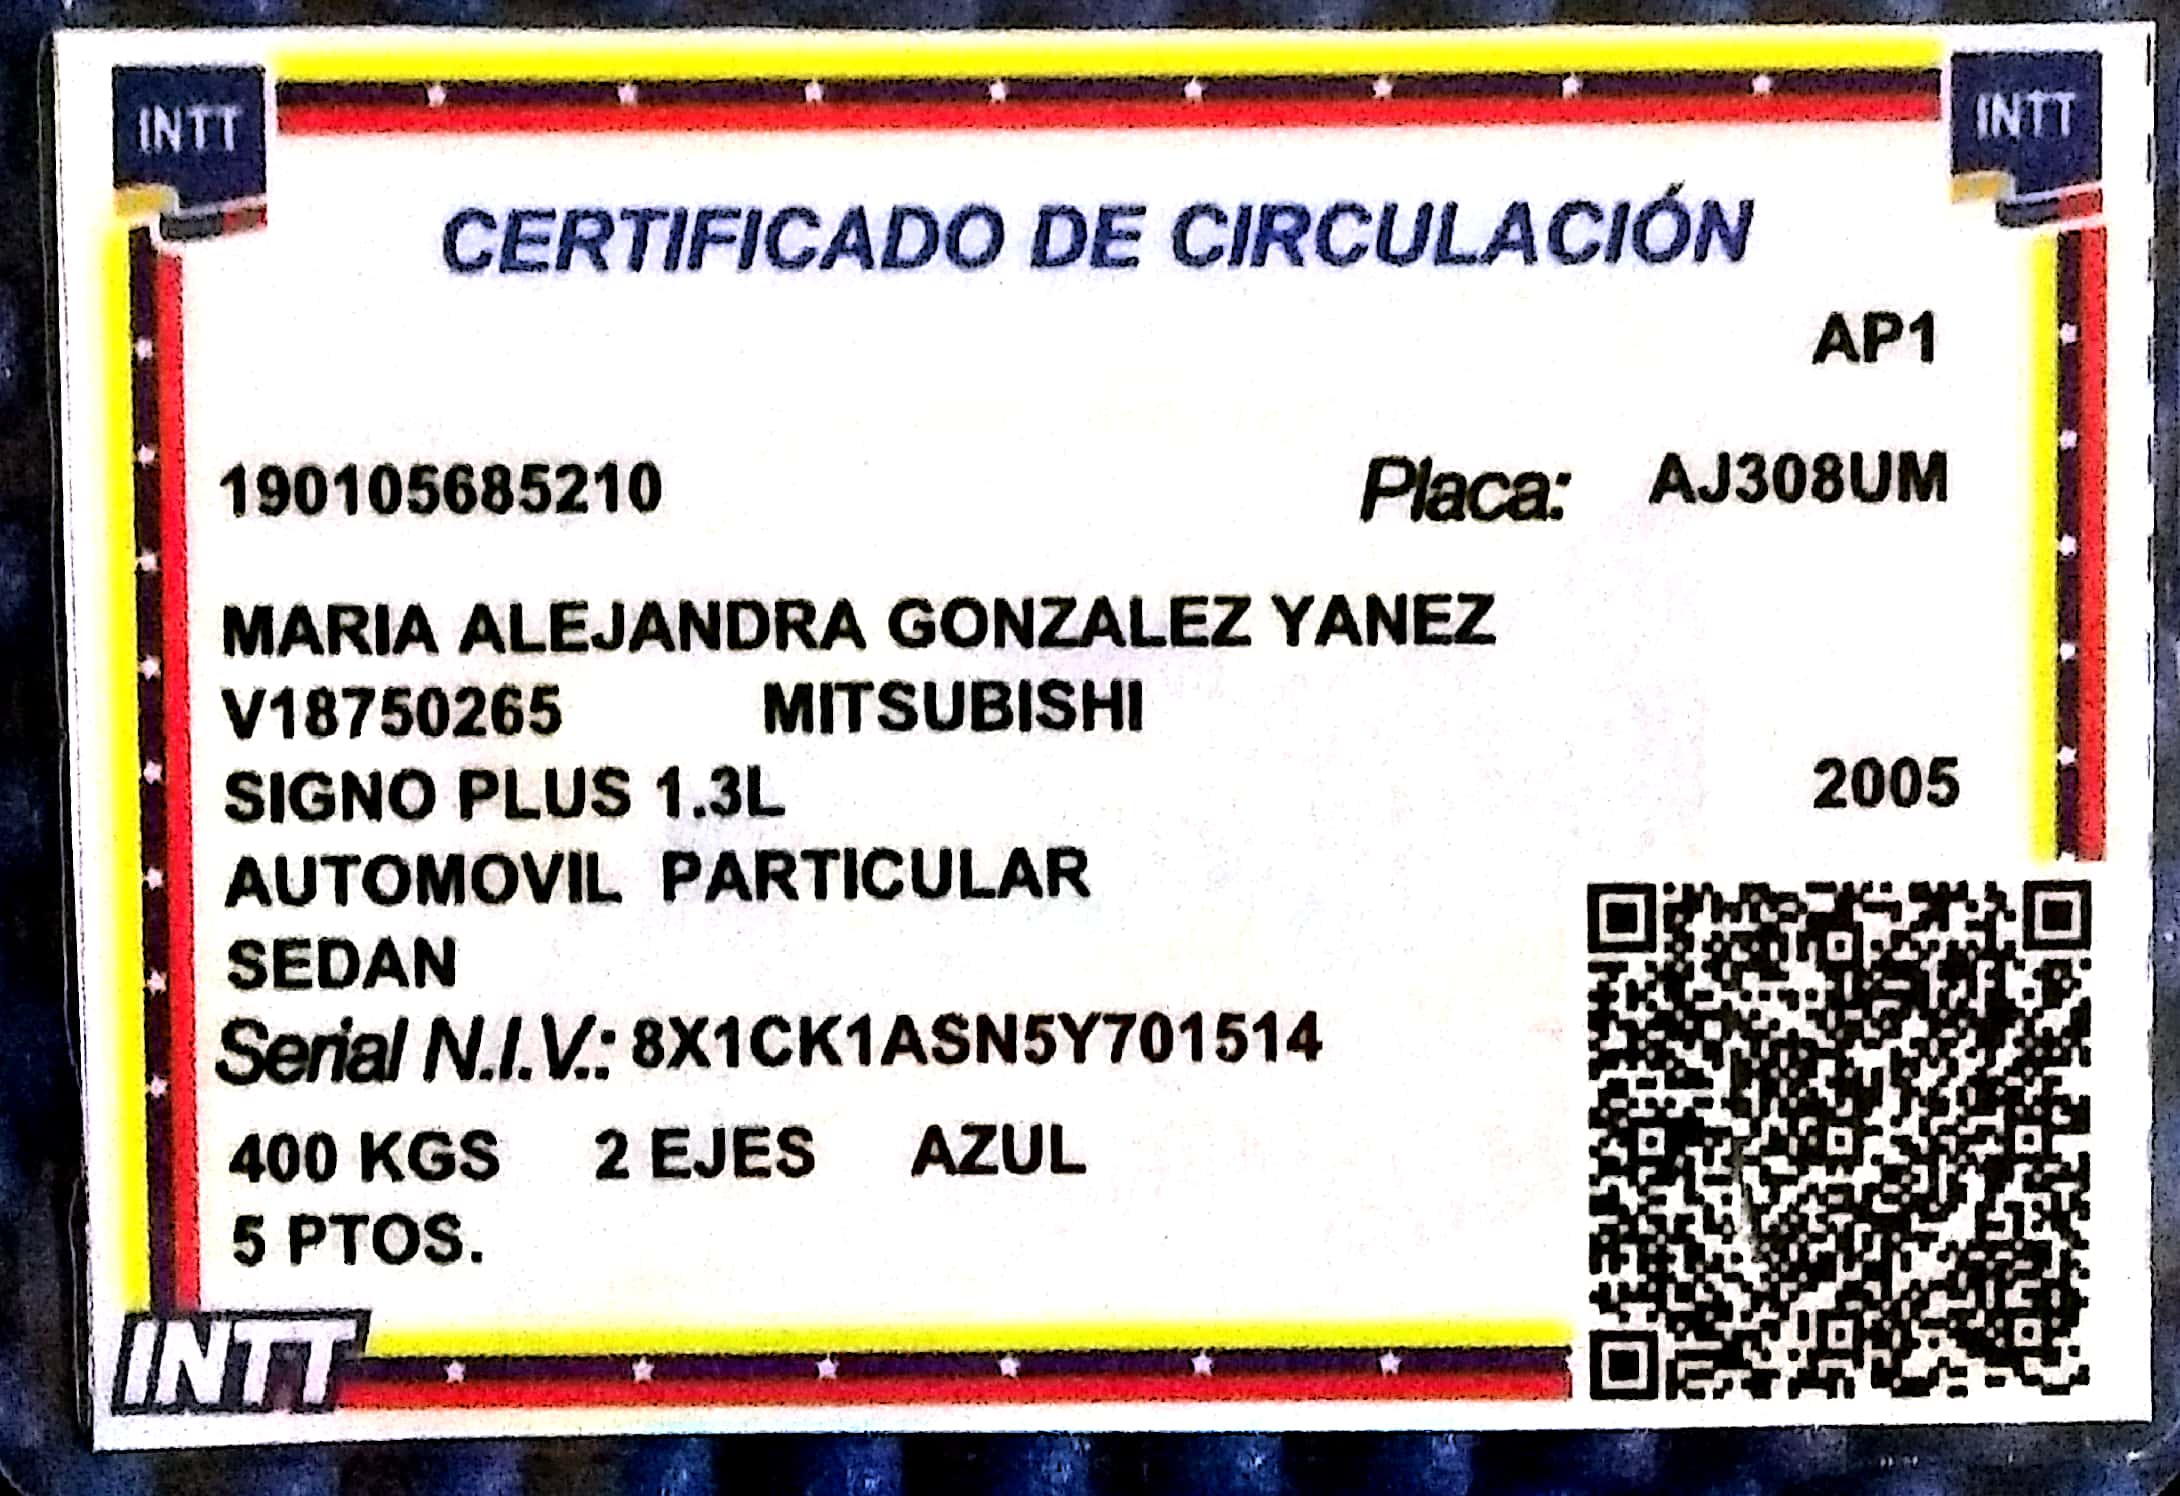 INTT INTT
CERTIFICADO DE CIRCULACIÓN
AP1
190105685210 Placa: AJ308UM
MARIA ALEJANDRA GONZALEZ YANEZ
V18750265 MITSUBISHI
SIGNO PLUS 1.3L 2005
AUTOMOVIL PARTICULAR
SEDAN
Serial N.I.V.: 8X1CK1ASN5Y701514
400 KGS 2 EJES AZUL
5 PTOS.
INTT